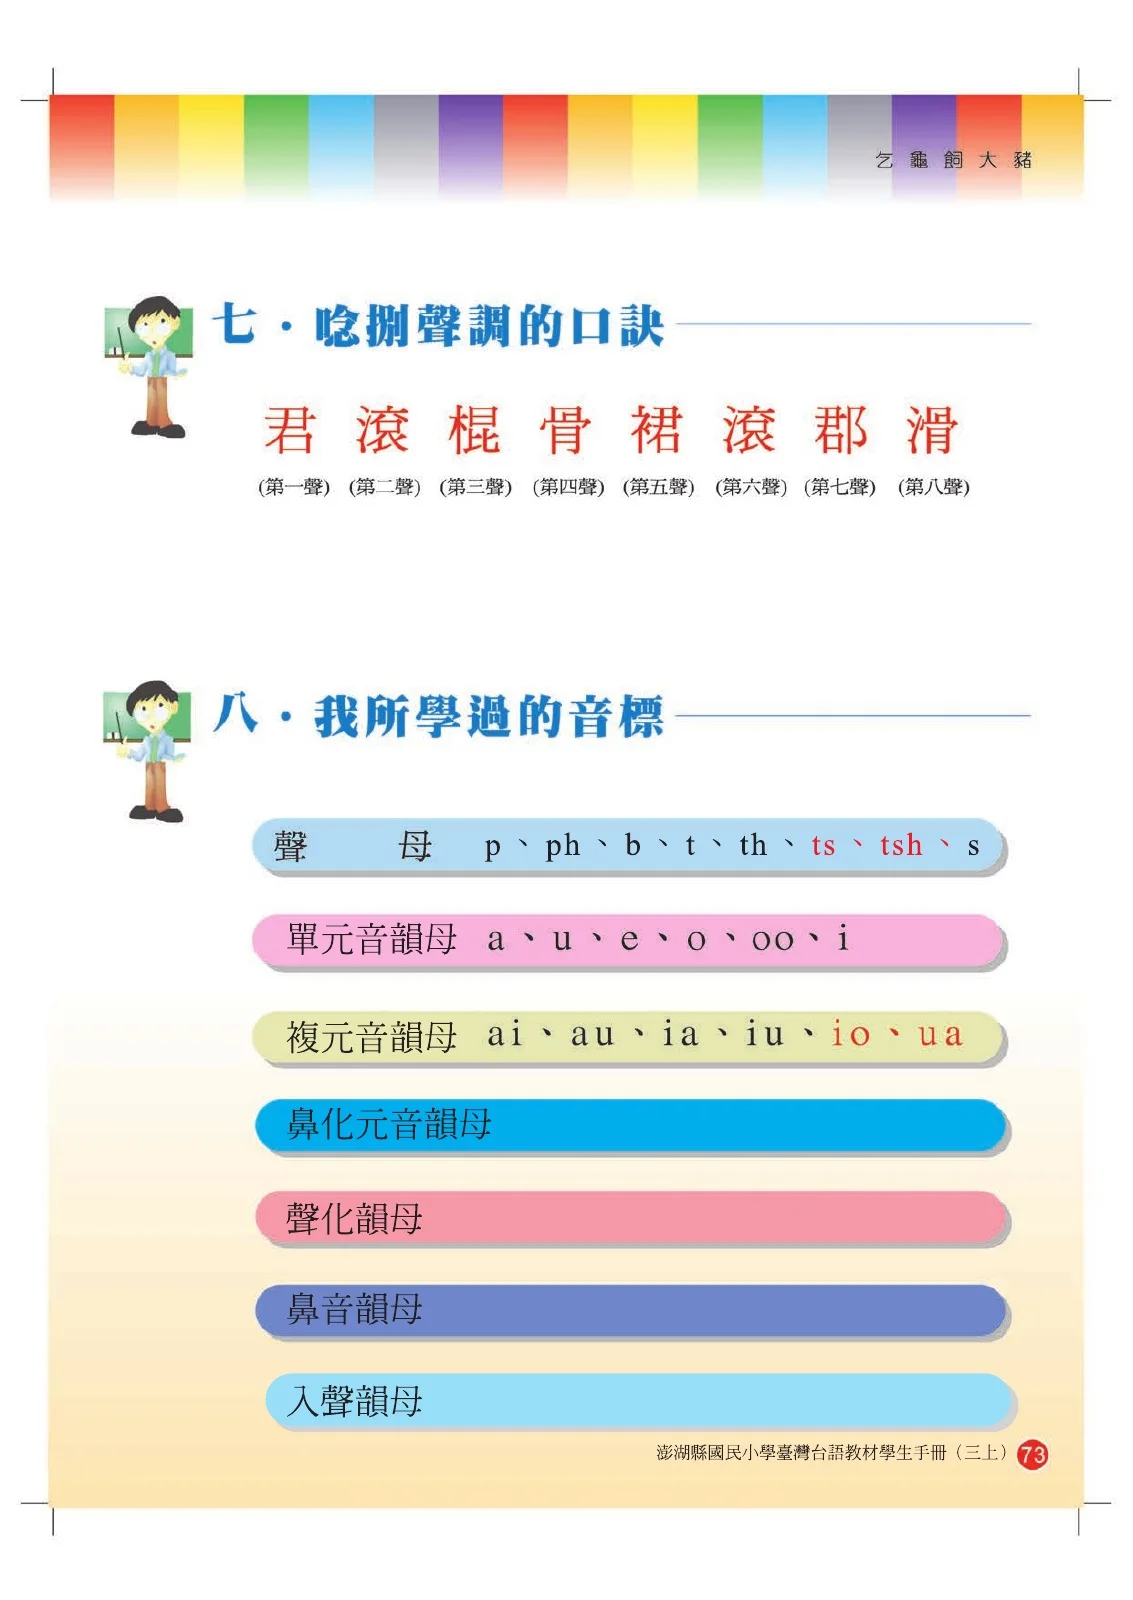 乞龜飼大豬
七．唸捌聲調的口訣
君 滾 棍 骨 裙 滾 郡 滑
(第一聲) (第二聲) (第三聲) (第四聲) (第五聲) (第六聲) (第七聲) (第八聲)
八．我所學過的音標
聲 母 p、ph、b、t、th、ts、tsh、s
單元音韻母 a、u、e、o、oo、i
複元音韻母 ai、au、ia、iu、io、ua
鼻化元音韻母
聲化韻母
鼻音韻母
入聲韻母
澎湖縣國民小學臺灣台語教材學生手冊（三上） 73